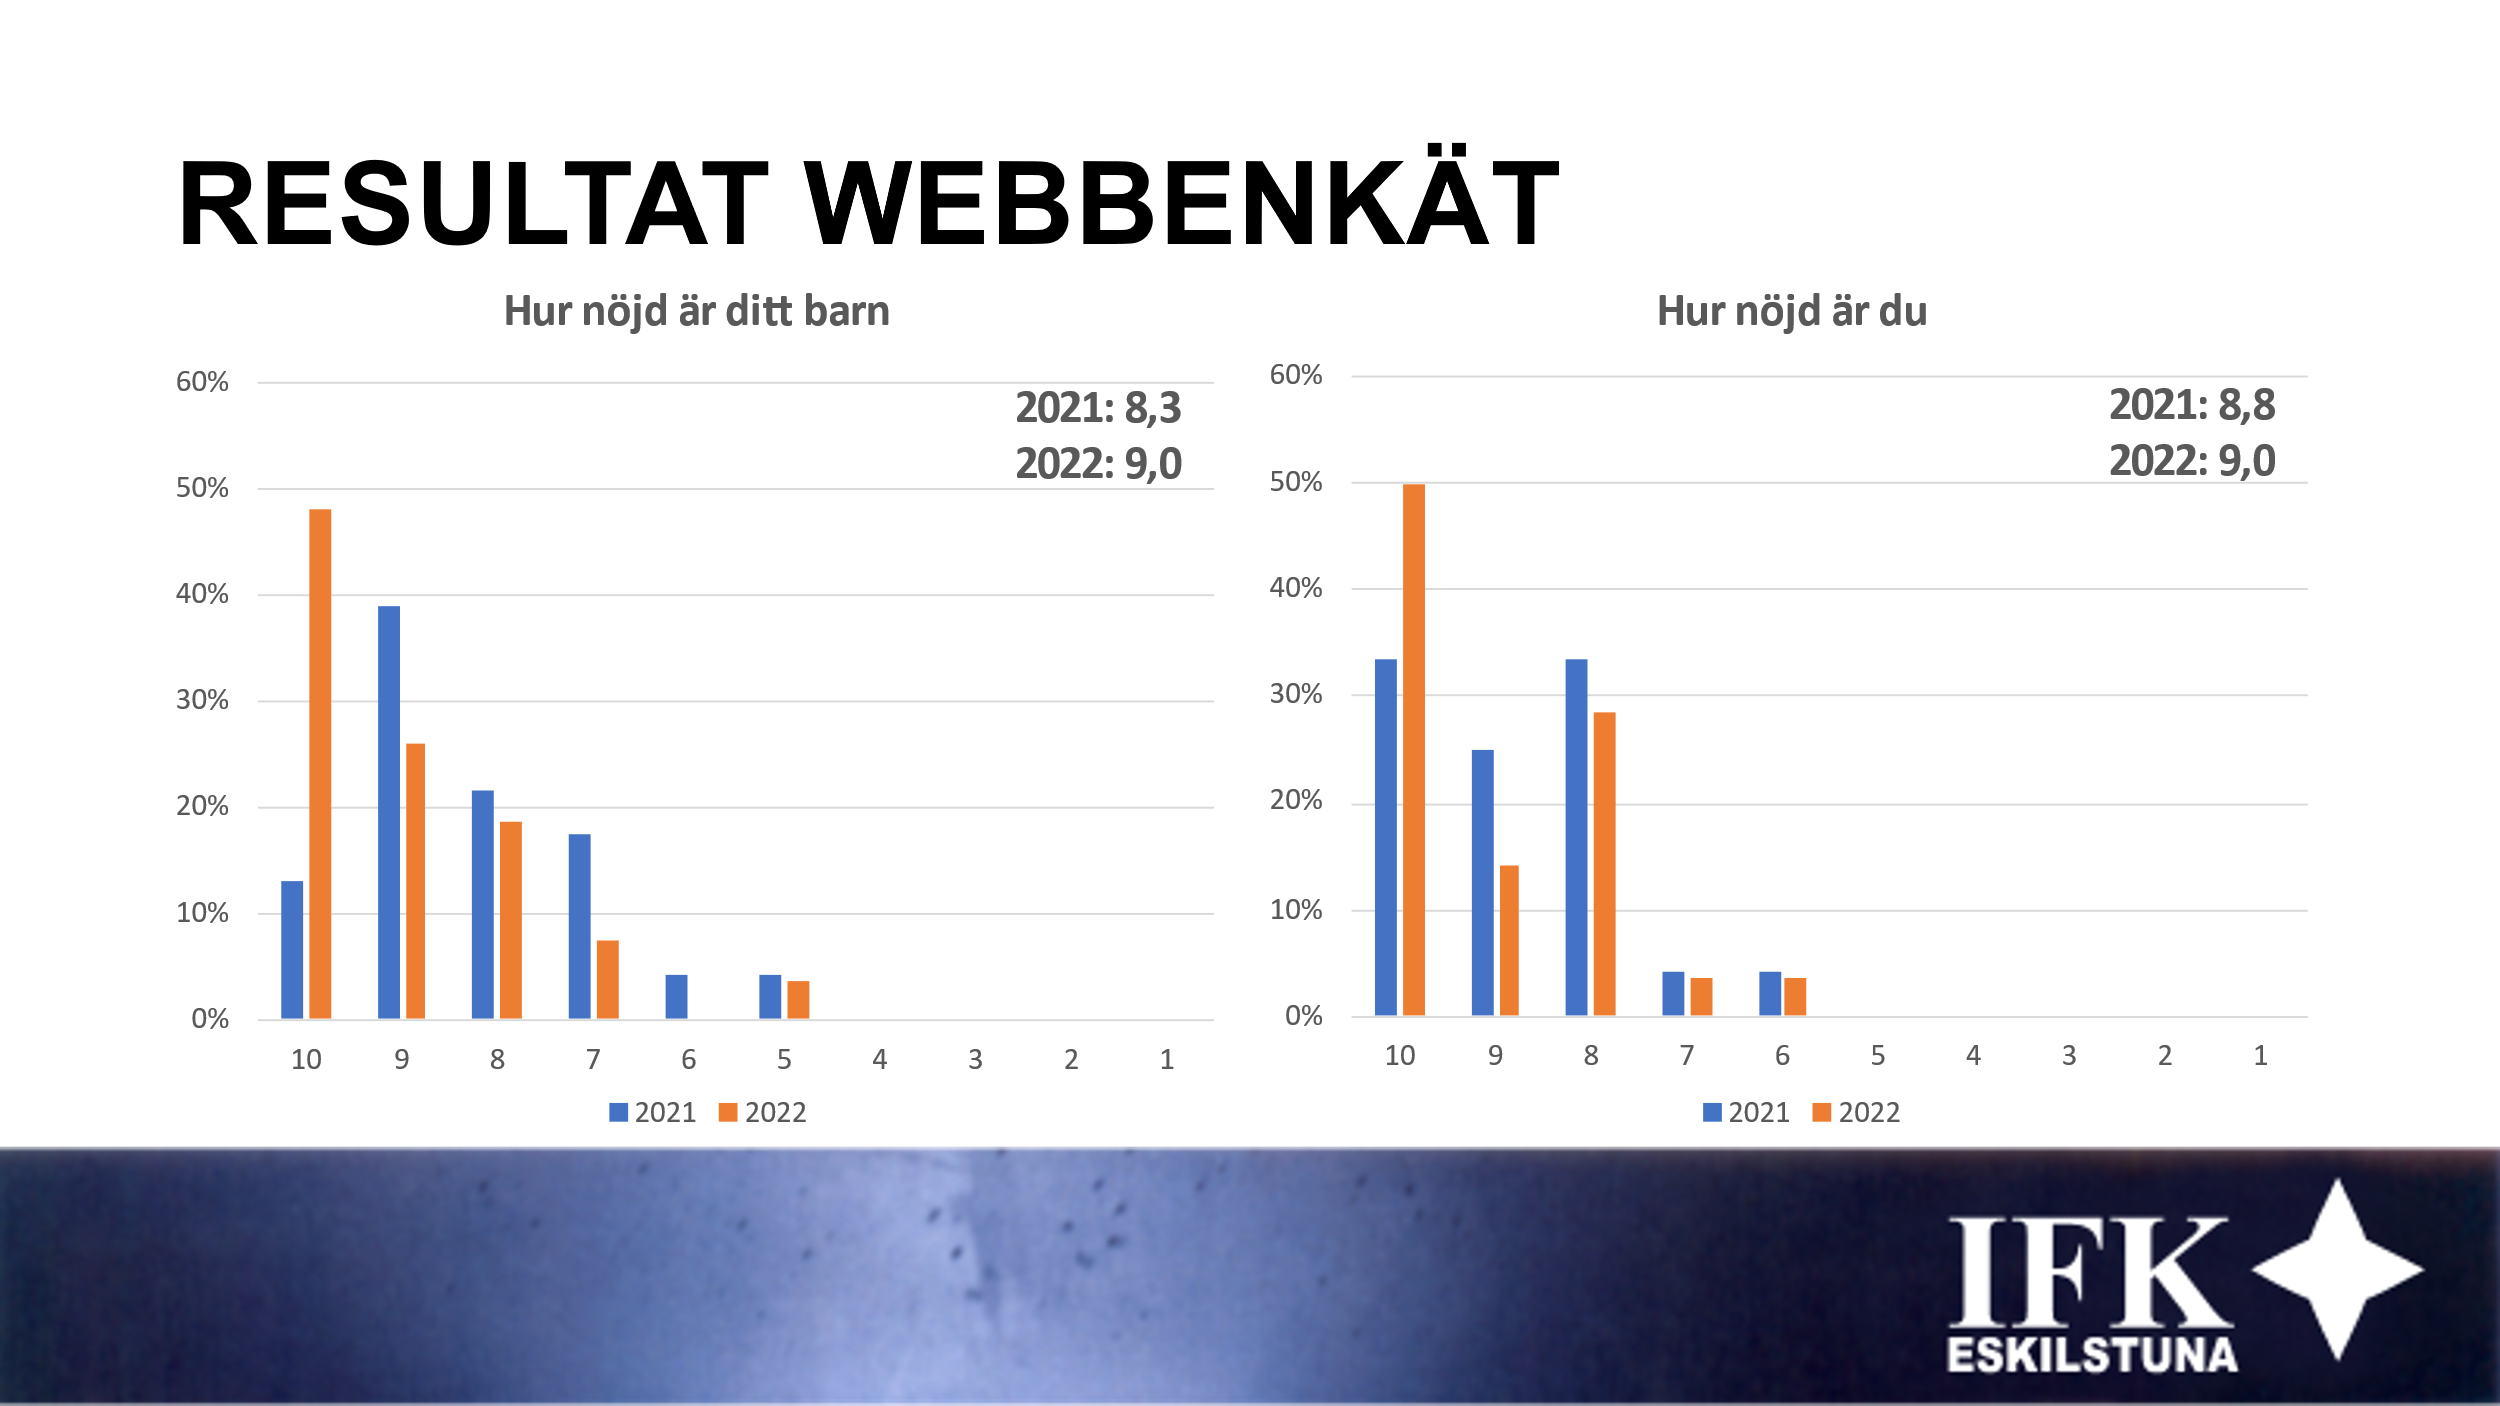 RESULTAT WEBBENKÄT
Hur nöjd är ditt barn
2021: 8,3
2022: 9,0
60%
50%
40%
30%
20%
10%
0%
10 9 8 7 6 5 4 3 2 1
2021 2022
Hur nöjd är du
2021: 8,8
2022: 9,0
60%
50%
40%
30%
20%
10%
0%
10 9 8 7 6 5 4 3 2 1
2021 2022
IFK
ESKILSTUNA